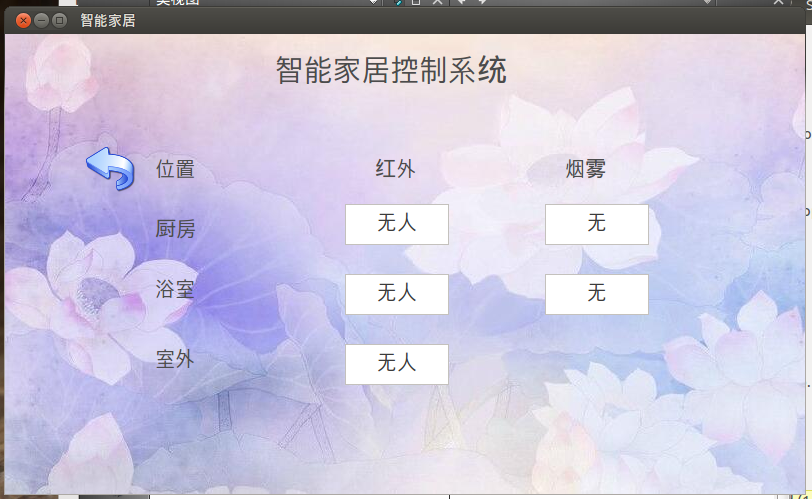 智能家居
智能家居控制系统
位置 红外 烟雾
厨房 无人 无
浴室 无人 无
室外 无人